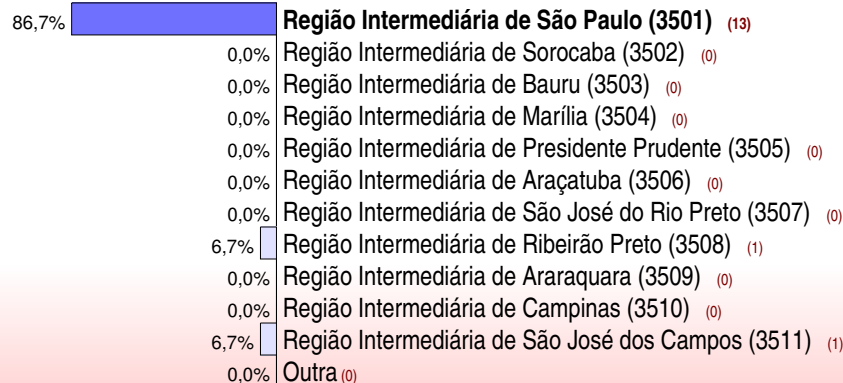 86,7% Região Intermediária de São Paulo (3501) (13)
0,0% Região Intermediária de Sorocaba (3502) (0)
0,0% Região Intermediária de Bauru (3503) (0)
0,0% Região Intermediária de Marília (3504) (0)
0,0% Região Intermediária de Presidente Prudente (3505) (0)
0,0% Região Intermediária de Araçatuba (3506) (0)
0,0% Região Intermediária de São José do Rio Preto (3507) (0)
6,7% Região Intermediária de Ribeirão Preto (3508) (1)
0,0% Região Intermediária de Araraquara (3509) (0)
0,0% Região Intermediária de Campinas (3510) (0)
6,7% Região Intermediária de São José dos Campos (3511) (1)
0,0% Outra (0)